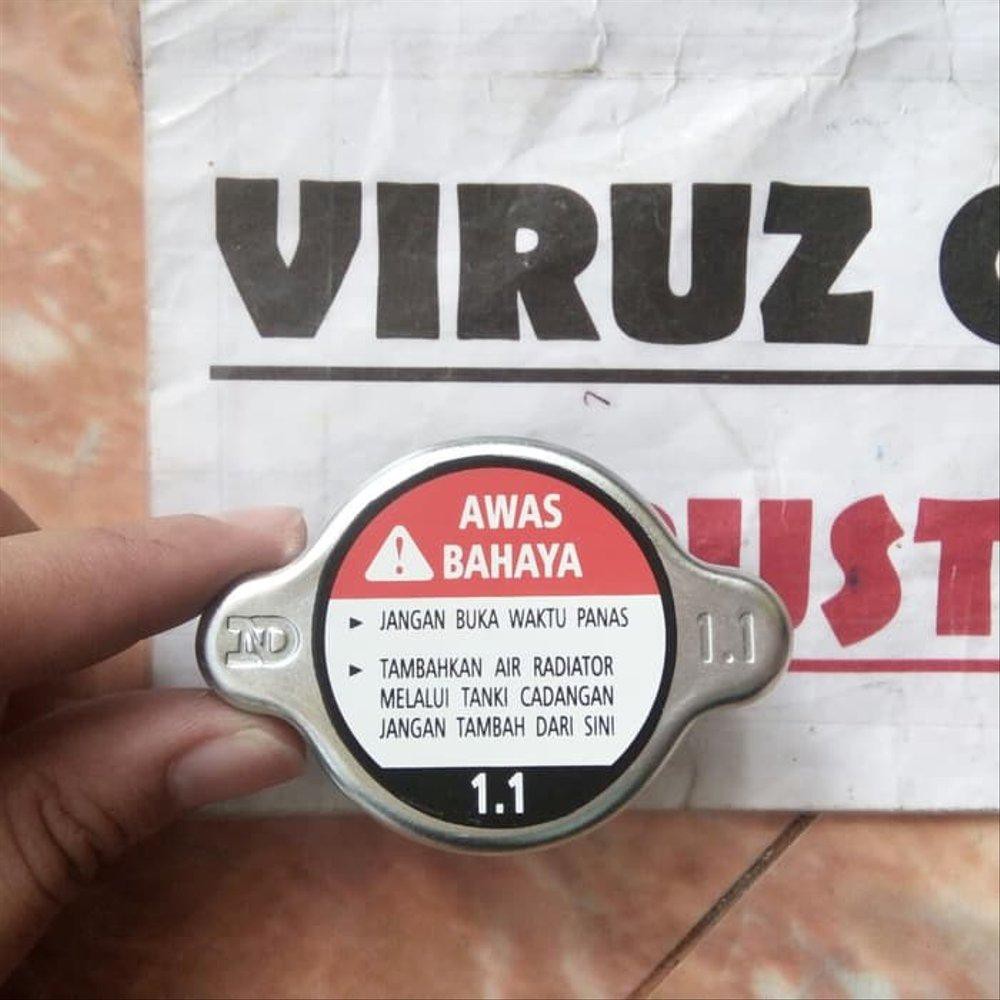 VIRUZ
AWAS
BAHAYA
► JANGAN BUKA WAKTU PANAS
► TAMBAHKAN AIR RADIATOR
MELALUI TANKI CADANGAN
JANGAN TAMBAH DARI SINI
1.1
1.1